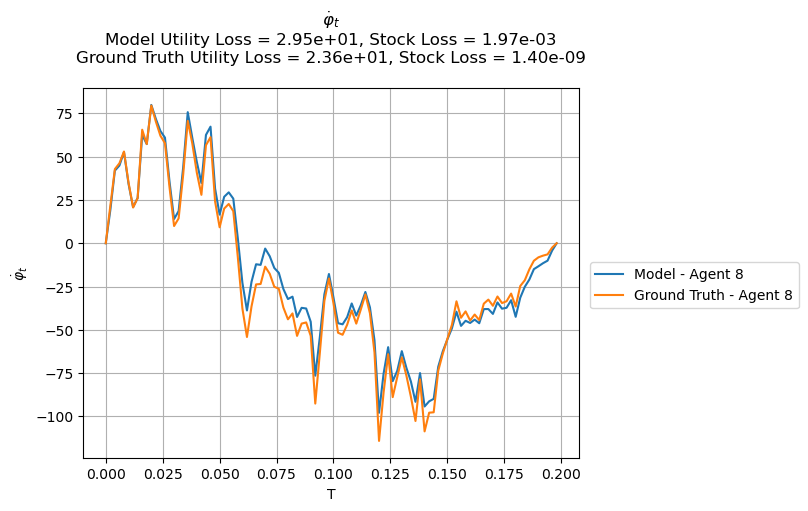 φ̇ₜ
Model Utility Loss = 2.95e+01, Stock Loss = 1.97e-03
Ground Truth Utility Loss = 2.36e+01, Stock Loss = 1.40e-09
75
50
25
0
−25
−50
−75
−100
φ̇ₜ
0.000 0.025 0.050 0.075 0.100 0.125 0.150 0.175 0.200
T
Model - Agent 8
Ground Truth - Agent 8